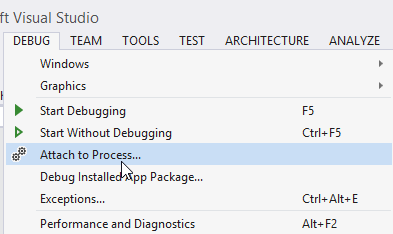 ft Visual Studio
DEBUG TEAM TOOLS TEST ARCHITECTURE ANALYZE
Windows
Graphics
Start Debugging F5
Start Without Debugging Ctrl+F5
Attach to Process...
Debug Installed App Package...
Exceptions... Ctrl+Alt+E
Performance and Diagnostics Alt+F2